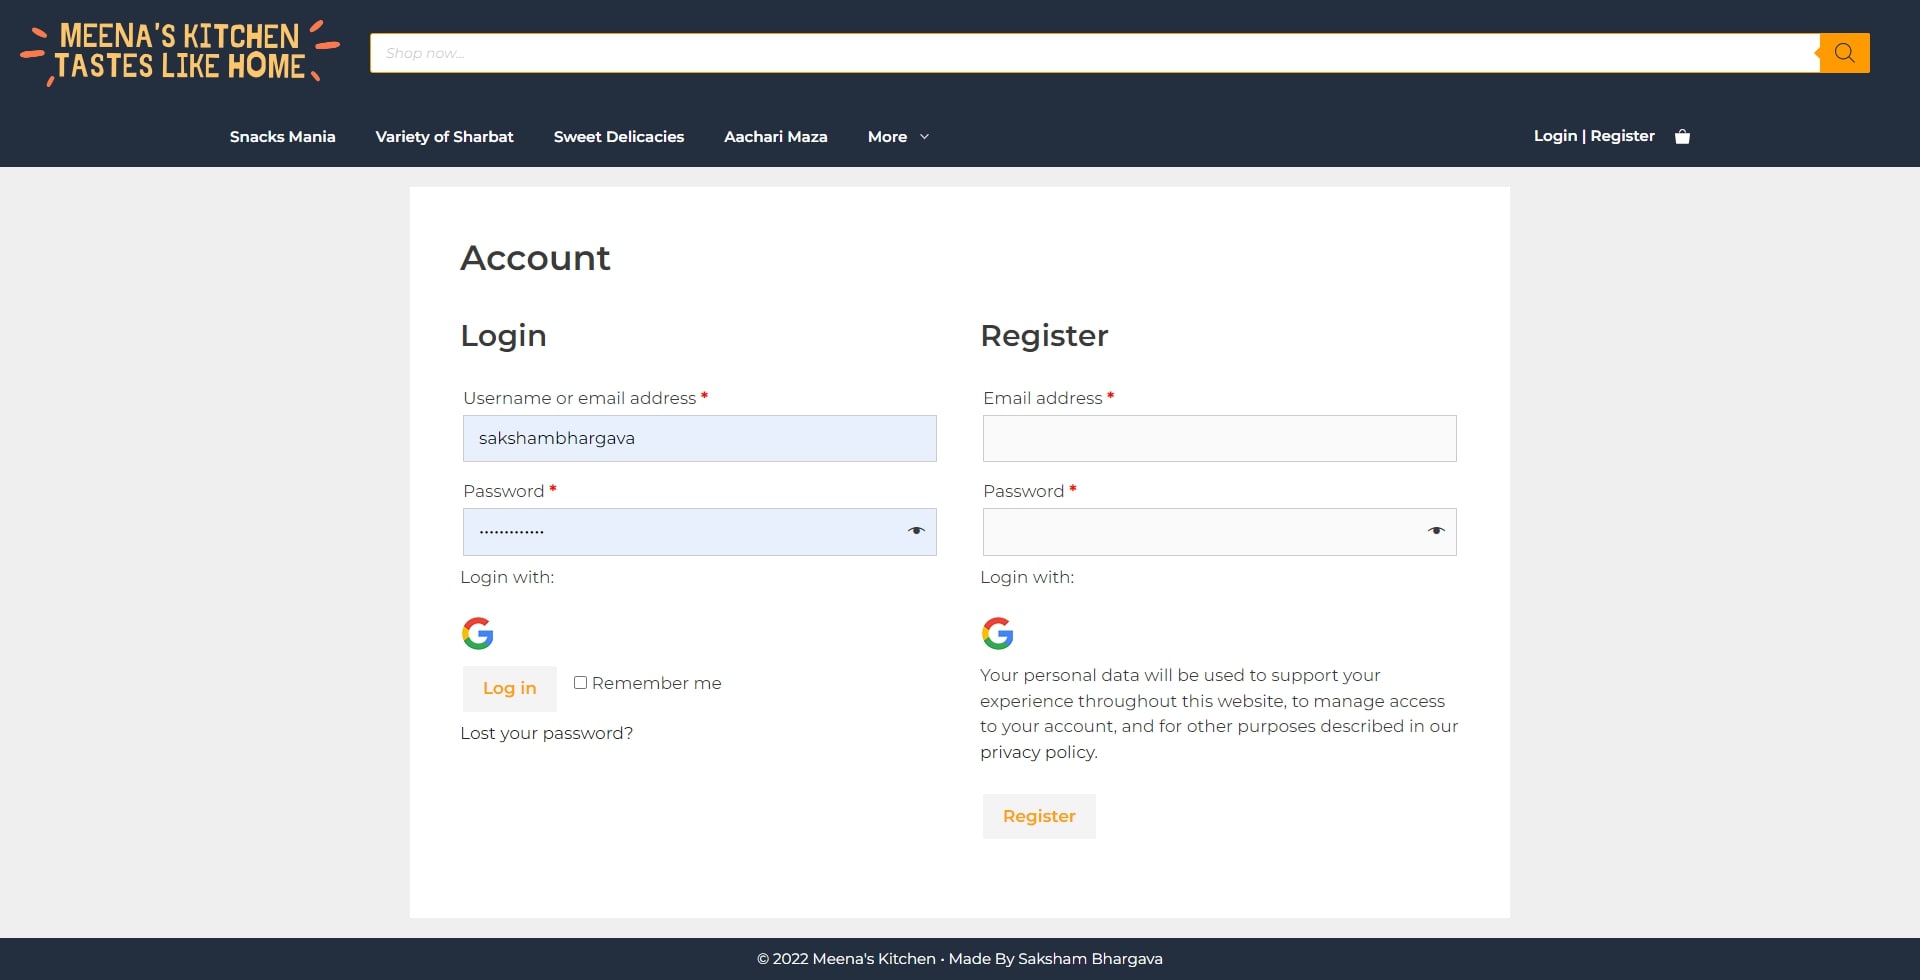 MEENA'S KITCHEN
TASTES LIKE HOME
Shop now...
Snacks Mania
Variety of Sharbat
Sweet Delicacies
Aachari Maza
More
Login | Register
Account
Login
Username or email address *
sakshambhargava
Password *
.............
Login with:
G
Log in
Remember me
Lost your password?
Register
Email address *
Password *
Login with:
G
Your personal data will be used to support your
experience throughout this website, to manage access
to your account, and for other purposes described in our
privacy policy.
Register
© 2022 Meena's Kitchen • Made By Saksham Bhargava